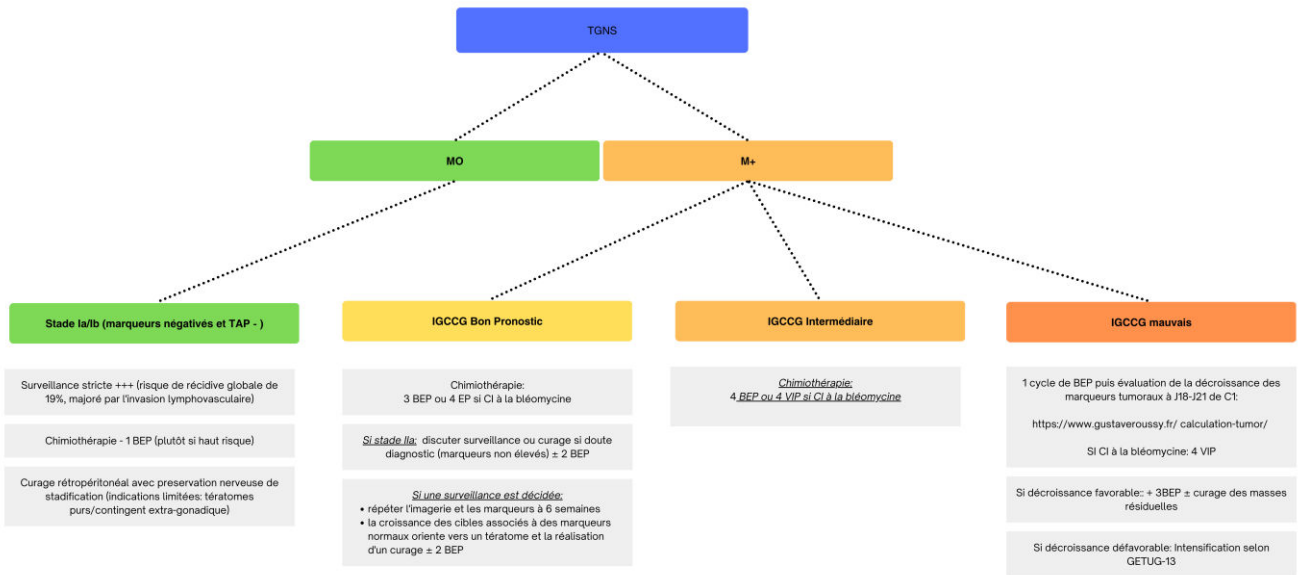 TGNS
MO
M+
Stade Ia/Ib (marqueurs négativés et TAP - )
Surveillance stricte +++ (risque de récidive globale de
19%, majoré par l'invasion lymphovasculaire)
Chimiothérapie - 1 BEP (plutôt si haut risque)
Curage rétropéritonéal avec preservation nerveuse de
stadification (indications limitées: tératomes
purs/contingent extra-gonadique)
IGCCG Bon Pronostic
Chimiothérapie:
3 BEP ou 4 EP si CI à la bléomycine
Si stade IIa: discuter surveillance ou curage si doute
diagnostic (marqueurs non élevés) ± 2 BEP
Si une surveillance est décidée:
• répéter l'imagerie et les marqueurs à 6 semaines
• la croissance des cibles associés à des marqueurs
normaux oriente vers un tératome et la réalisation
d'un curage ± 2 BEP
IGCCG Intermédiaire
Chimiothérapie:
4 BEP ou 4 VIP si CI à la bléomycine
IGCCG mauvais
1 cycle de BEP puis évaluation de la décroissance des
marqueurs tumoraux à J18-J21 de C1:
https://www.gustaveroussy.fr/ calculation-tumor/
SI CI à la bléomycine: 4 VIP
Si décroissance favorable:: + 3BEP ± curage des masses
résiduelles
Si décroissance défavorable: Intensification selon
GETUG-13